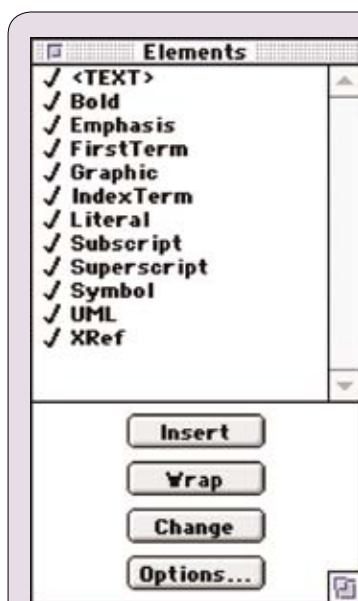 Elements
✓ <TEXT>
✓ Bold
✓ Emphasis
✓ FirstTerm
✓ Graphic
✓ IndexTerm
✓ Literal
✓ Subscript
✓ Superscript
✓ Symbol
✓ UML
✓ XRef
Insert
Wrap
Change
Options...